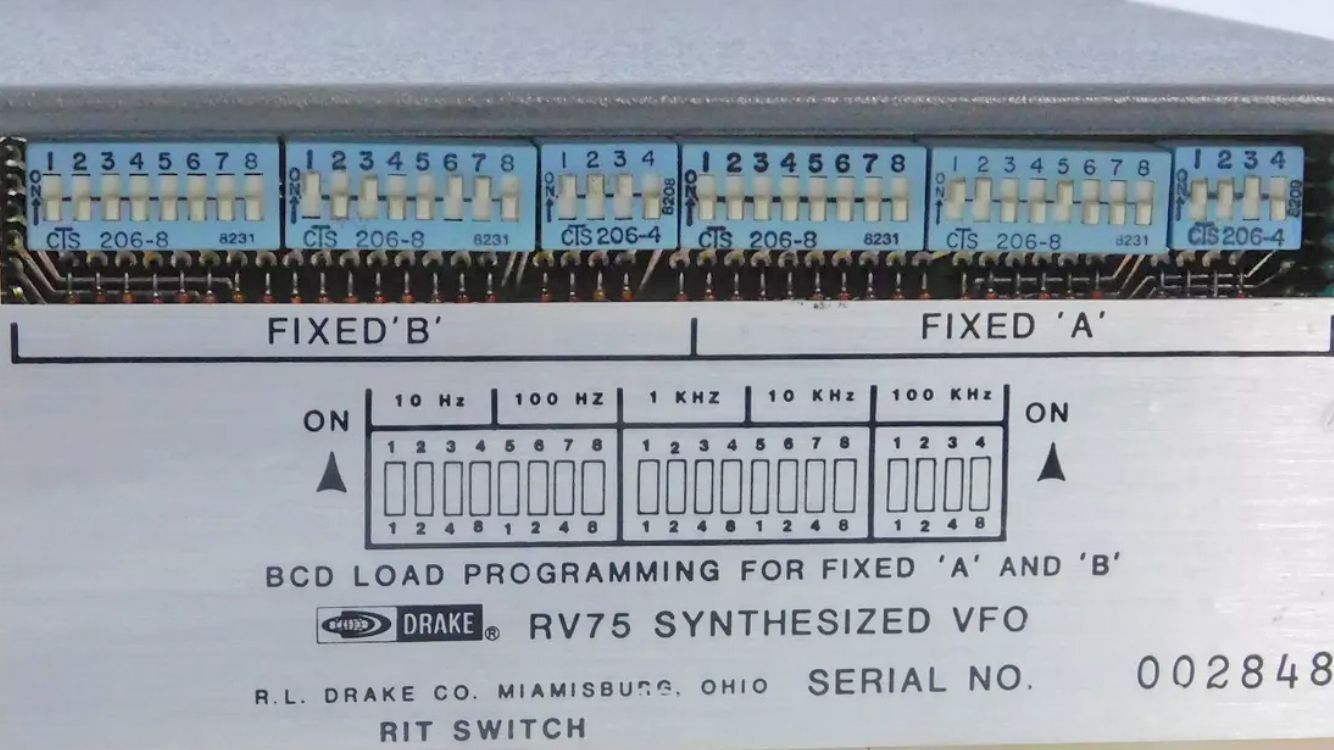 1 2 3 4 5 6 7 8 1 2 3 4 5 6 7 8 1 2 3 4 1 2 3 4 5 6 7 8 1 2 3 4 5 6 7 8 1 2 3 4
ON ON ON ON ON ON
CTS 206-8 8231 CTS 206-8 8231 CTS 206-4 8208 CTS 206-8 8231 CTS 206-8 8231 CTS 206-4 8208
FIXED 'B' FIXED 'A'
10 Hz 100 HZ 1 KHZ 10 KHz 100 KHz
ON ON
1 2 3 4 5 6 7 8 1 2 3 4 5 6 7 8 1 2 3 4
1 2 4 8 1 2 4 8 1 2 4 8 1 2 4 8 1 2 4 8
BCD LOAD PROGRAMMING FOR FIXED 'A' AND 'B'
DRAKE ® RV75 SYNTHESIZED VFO
R.L. DRAKE CO. MIAMISBURG, OHIO SERIAL NO. 002848
RIT SWITCH